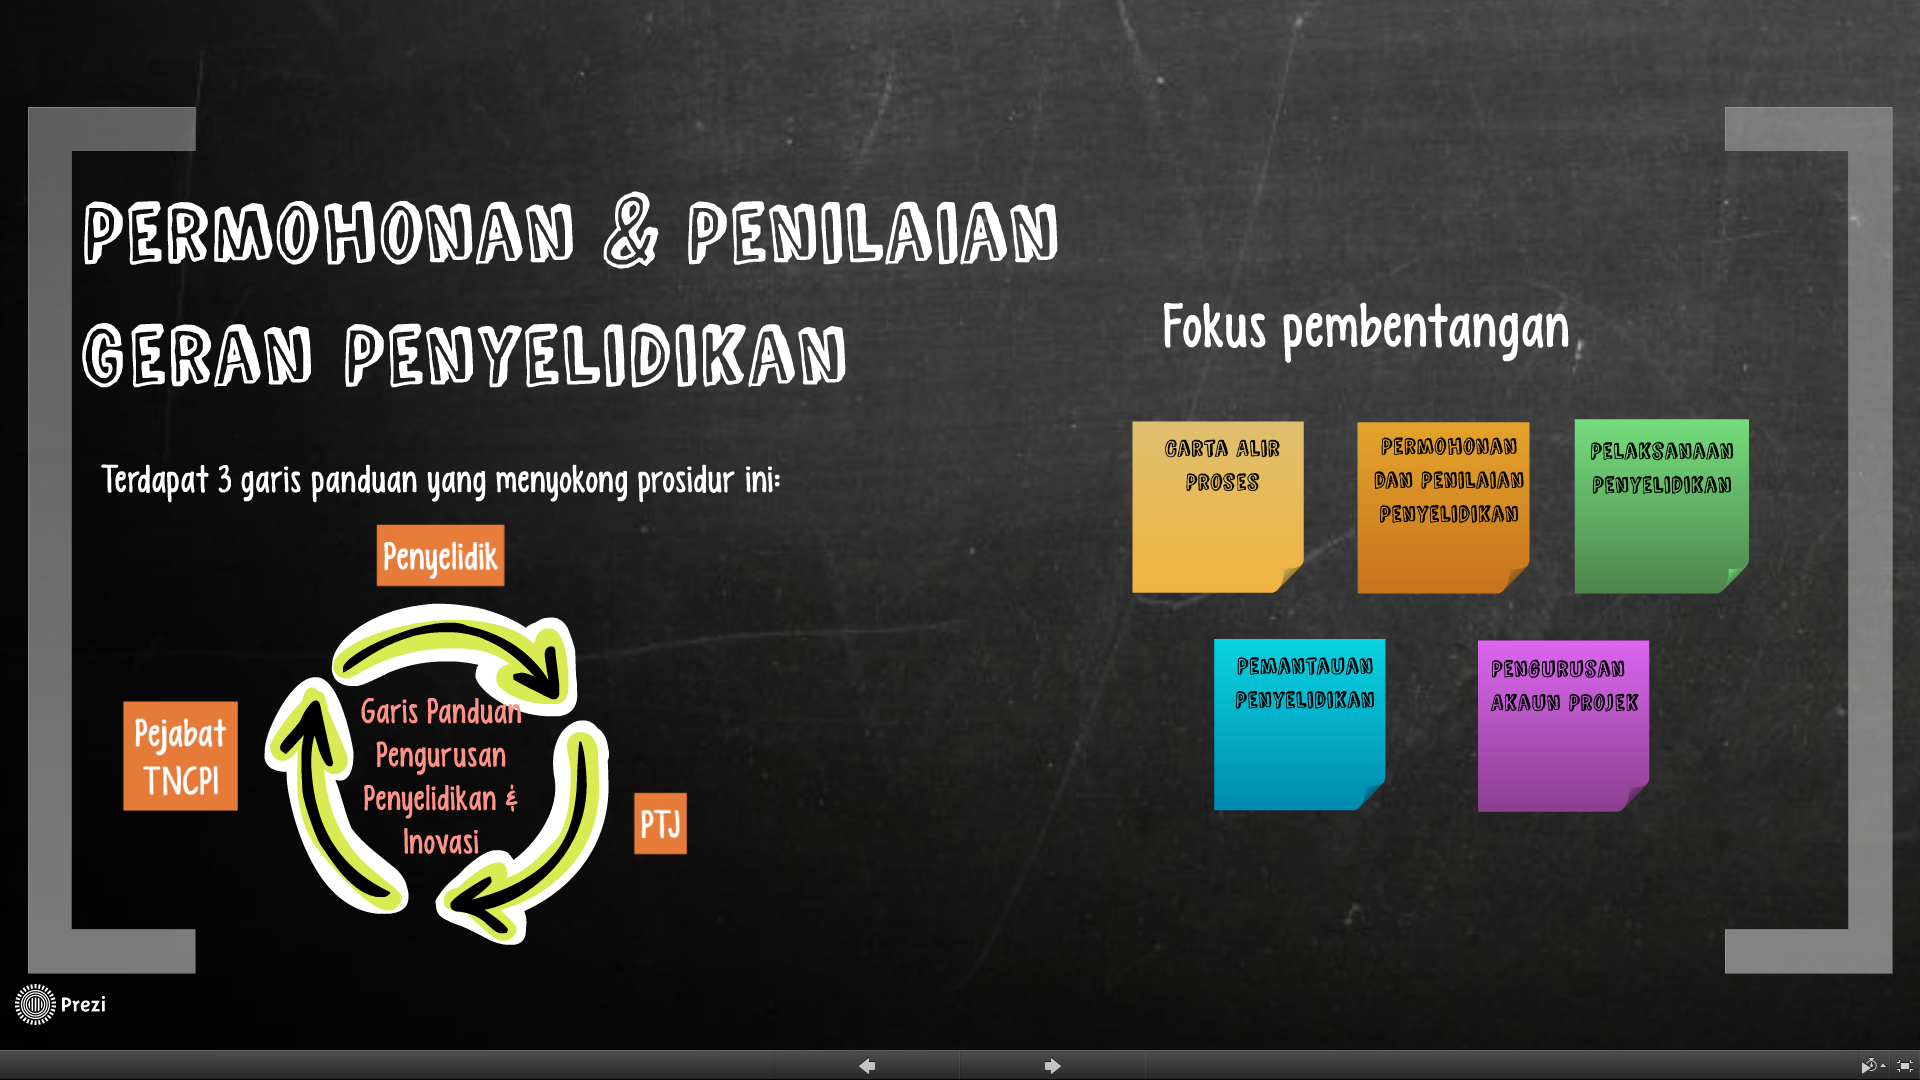 PERMOHONAN & PENILAIAN
GERAN PENYELIDIKAN
Terdapat 3 garis panduan yang menyokong prosidur ini:
Penyelidik
Pejabat
TNCPI
Garis Panduan
Pengurusan
Penyelidikan &
Inovasi
PTJ
Fokus pembentangan
CARTA ALIR
PROSES
PERMOHONAN
DAN PENILAIAN
PENYELIDIKAN
PELAKSANAAN
PENYELIDIKAN
PEMANTAUAN
PENYELIDIKAN
PENGURUSAN
AKAUN PROJEK
Prezi